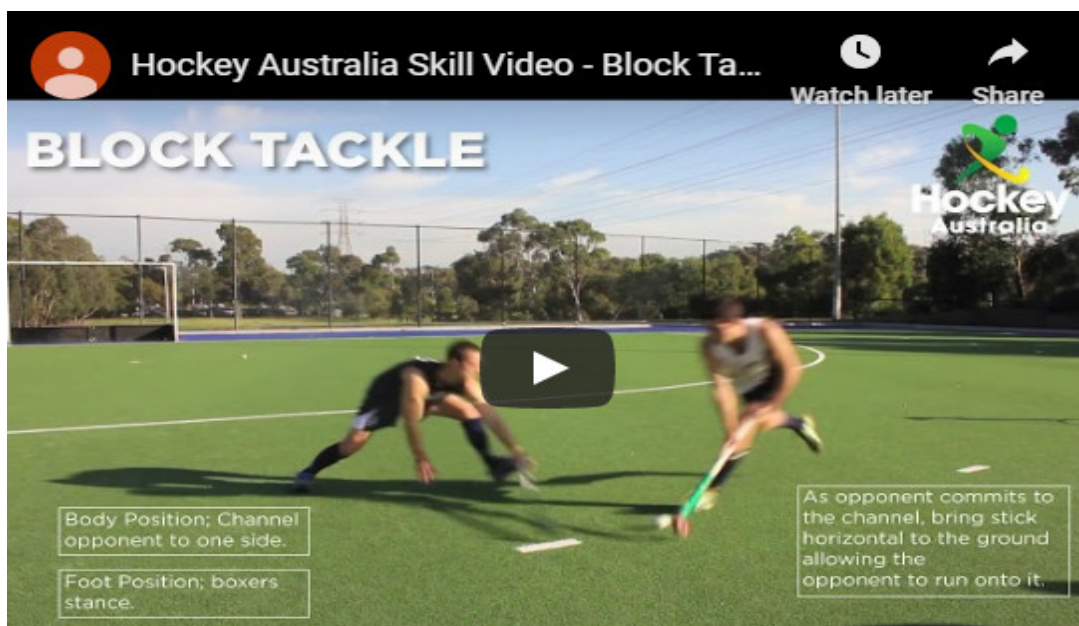 Hockey Australia Skill Video - Block Ta...
Watch later
Share
BLOCK TACKLE
Hockey
Australia
Body Position; Channel
opponent to one side.
Foot Position; boxers
stance.
As opponent commits to
the channel, bring stick
horizontal to the ground
allowing the
opponent to run onto it.